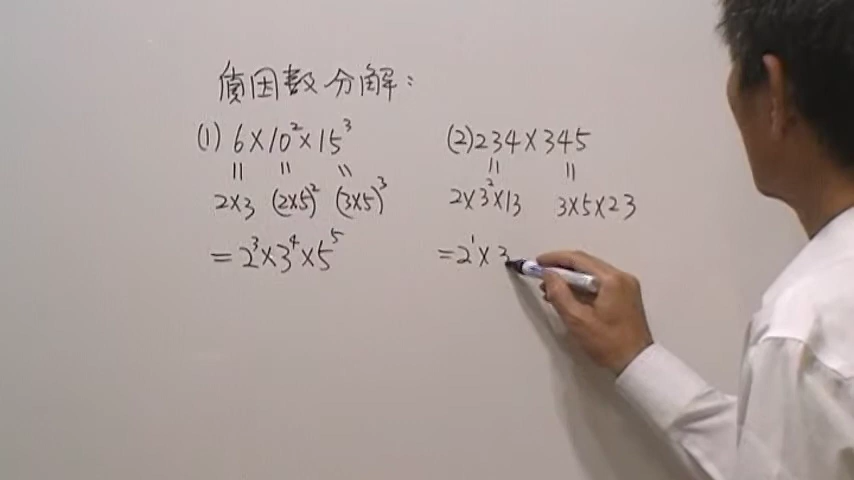 質因数分解：
(1) 6×10²×15³
2×3 (2×5)² (3×5)³
= 2³×3⁴×5⁵
(2) 234×345
2×3²×13 3×5×23
= 2¹×3